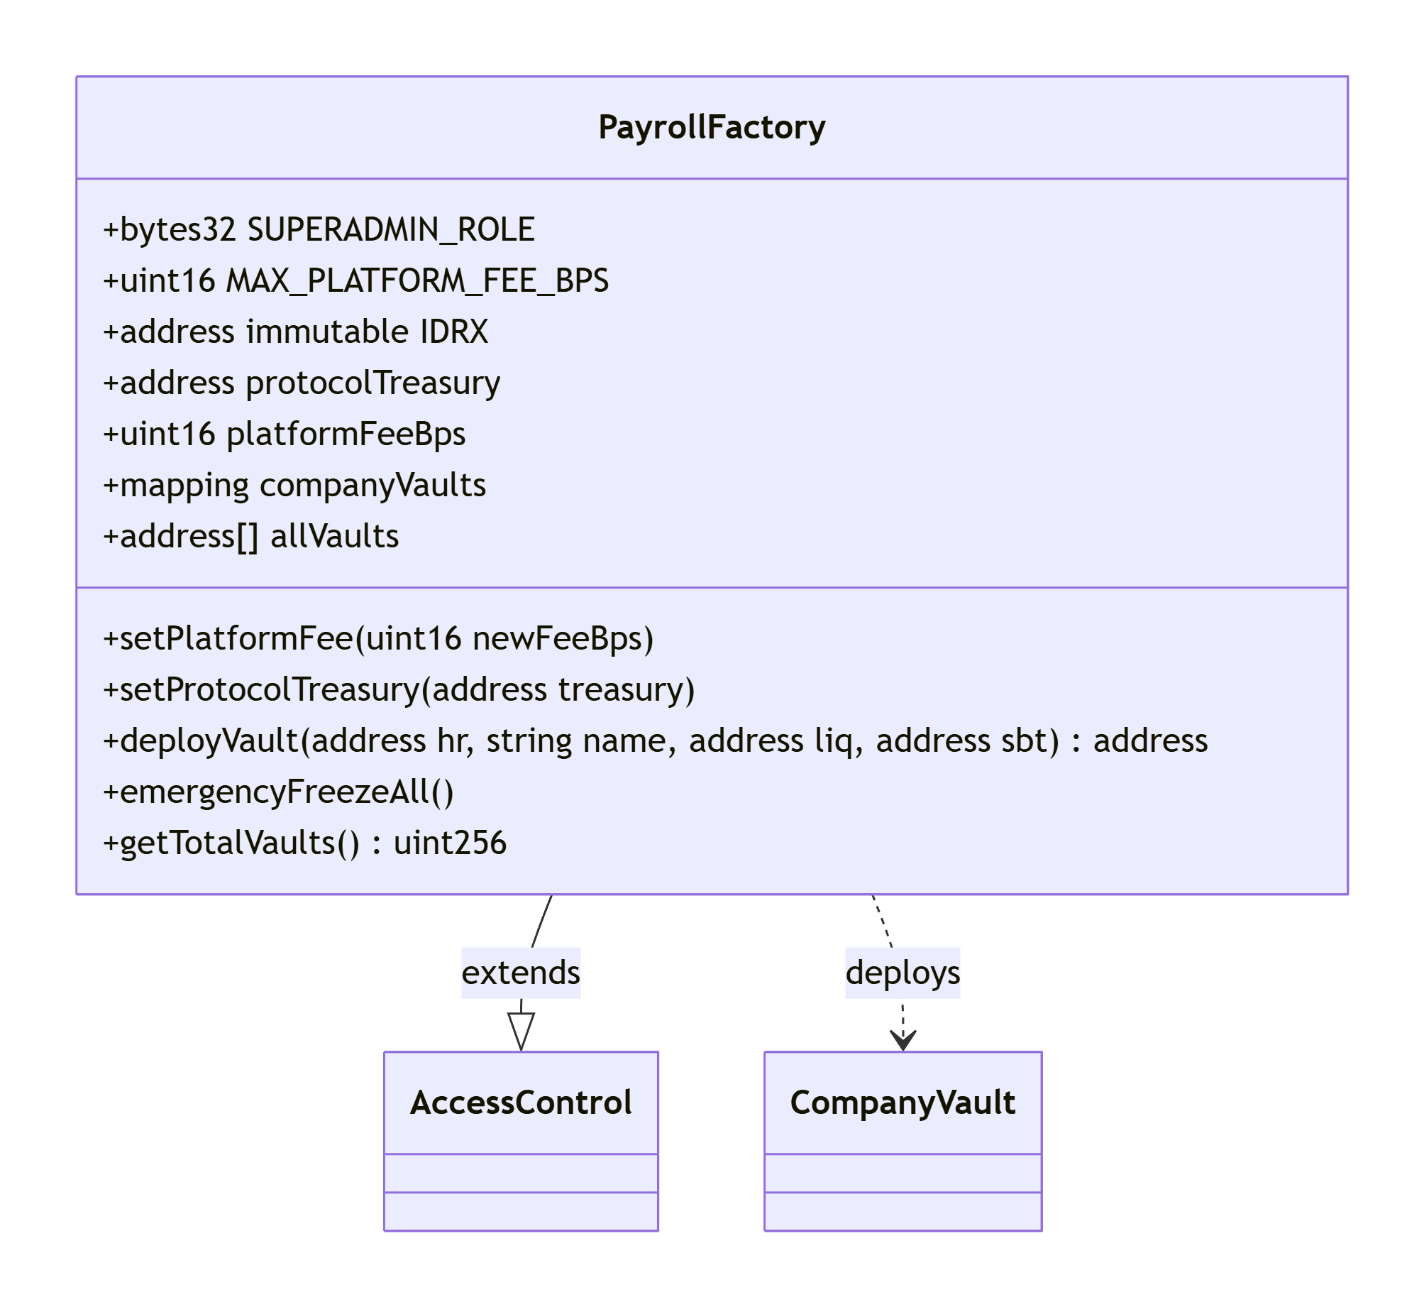 PayrollFactory
+bytes32 SUPERADMIN_ROLE
+uint16 MAX_PLATFORM_FEE_BPS
+address immutable IDRX
+address protocolTreasury
+uint16 platformFeeBps
+mapping companyVaults
+address[] allVaults
+setPlatformFee(uint16 newFeeBps)
+setProtocolTreasury(address treasury)
+deployVault(address hr, string name, address liq, address sbt) : address
+emergencyFreezeAll()
+getTotalVaults() : uint256
extends
deploys
AccessControl
CompanyVault